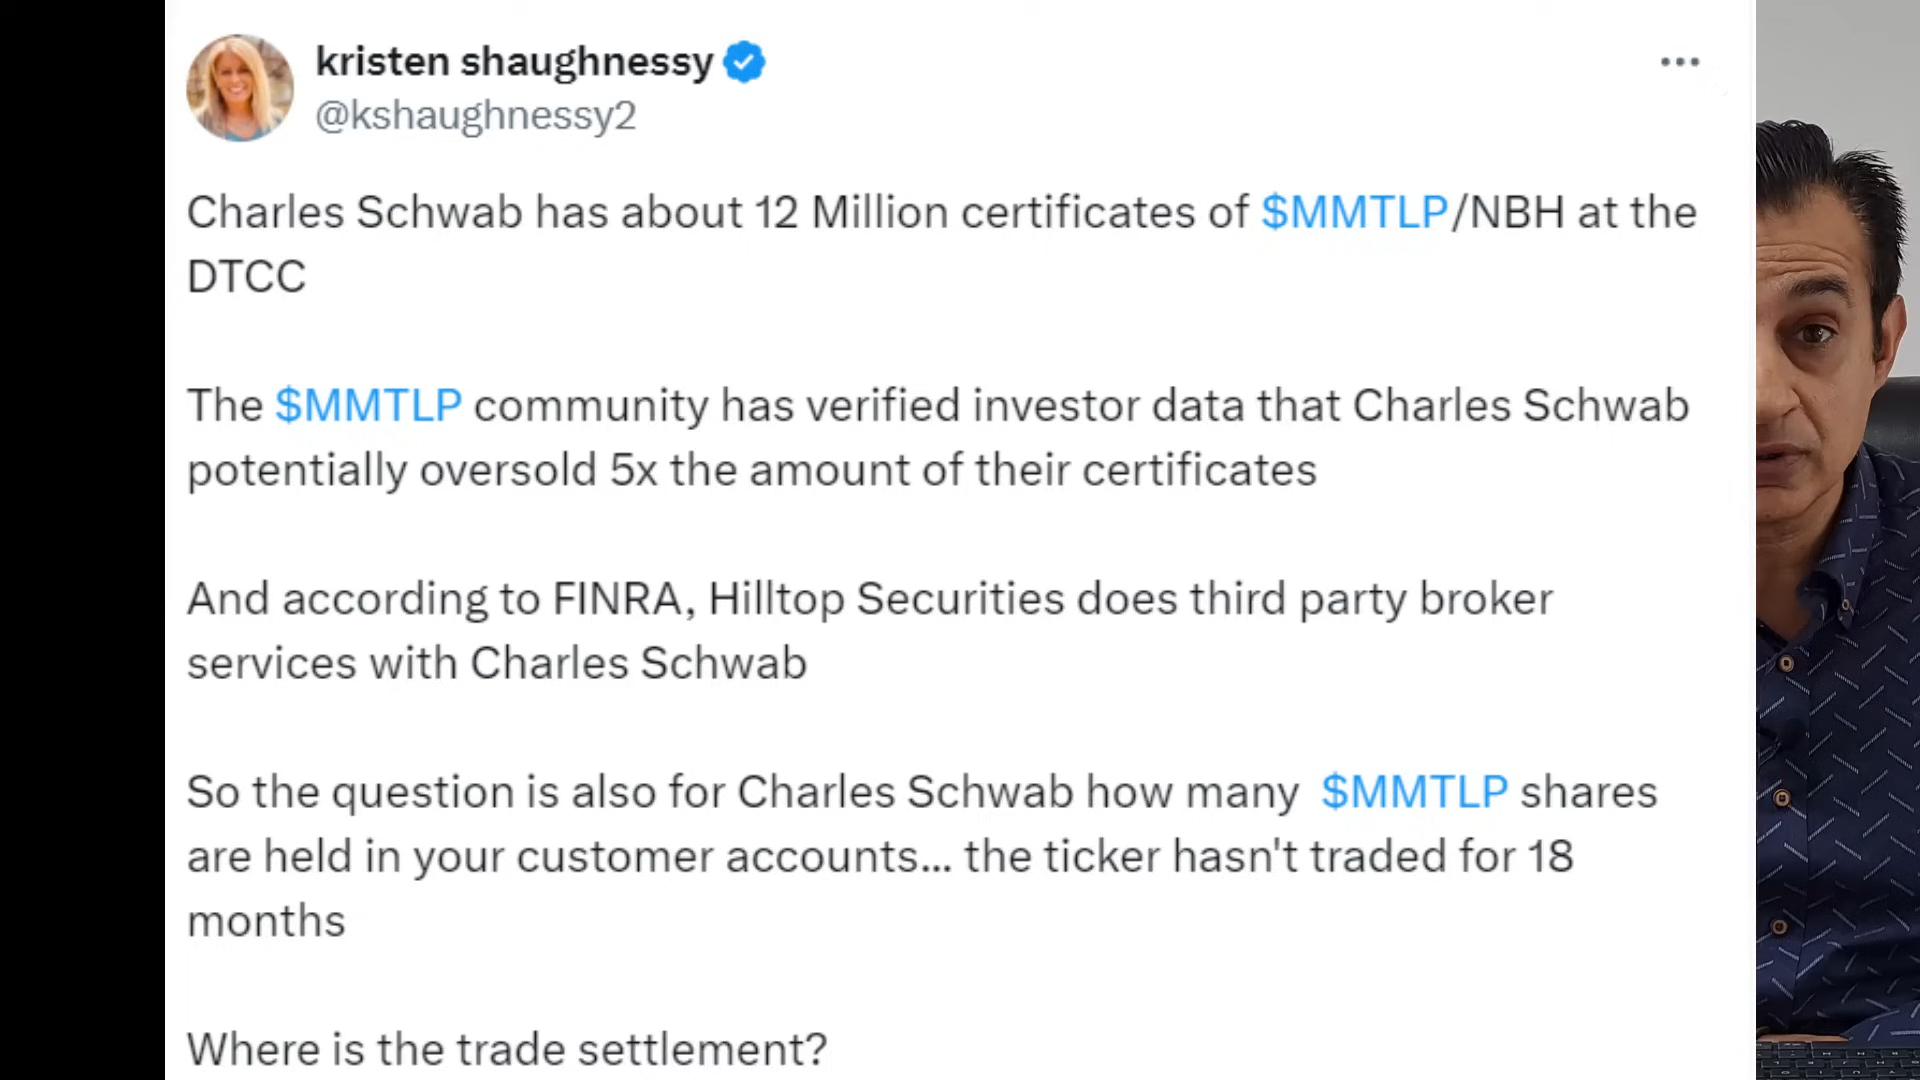 kristen shaughnessy
@kshaughnessy2
Charles Schwab has about 12 Million certificates of $MMTLP/NBH at the
DTCC
The $MMTLP community has verified investor data that Charles Schwab
potentially oversold 5x the amount of their certificates
And according to FINRA, Hilltop Securities does third party broker
services with Charles Schwab
So the question is also for Charles Schwab how many $MMTLP shares
are held in your customer accounts... the ticker hasn't traded for 18
months
Where is the trade settlement?